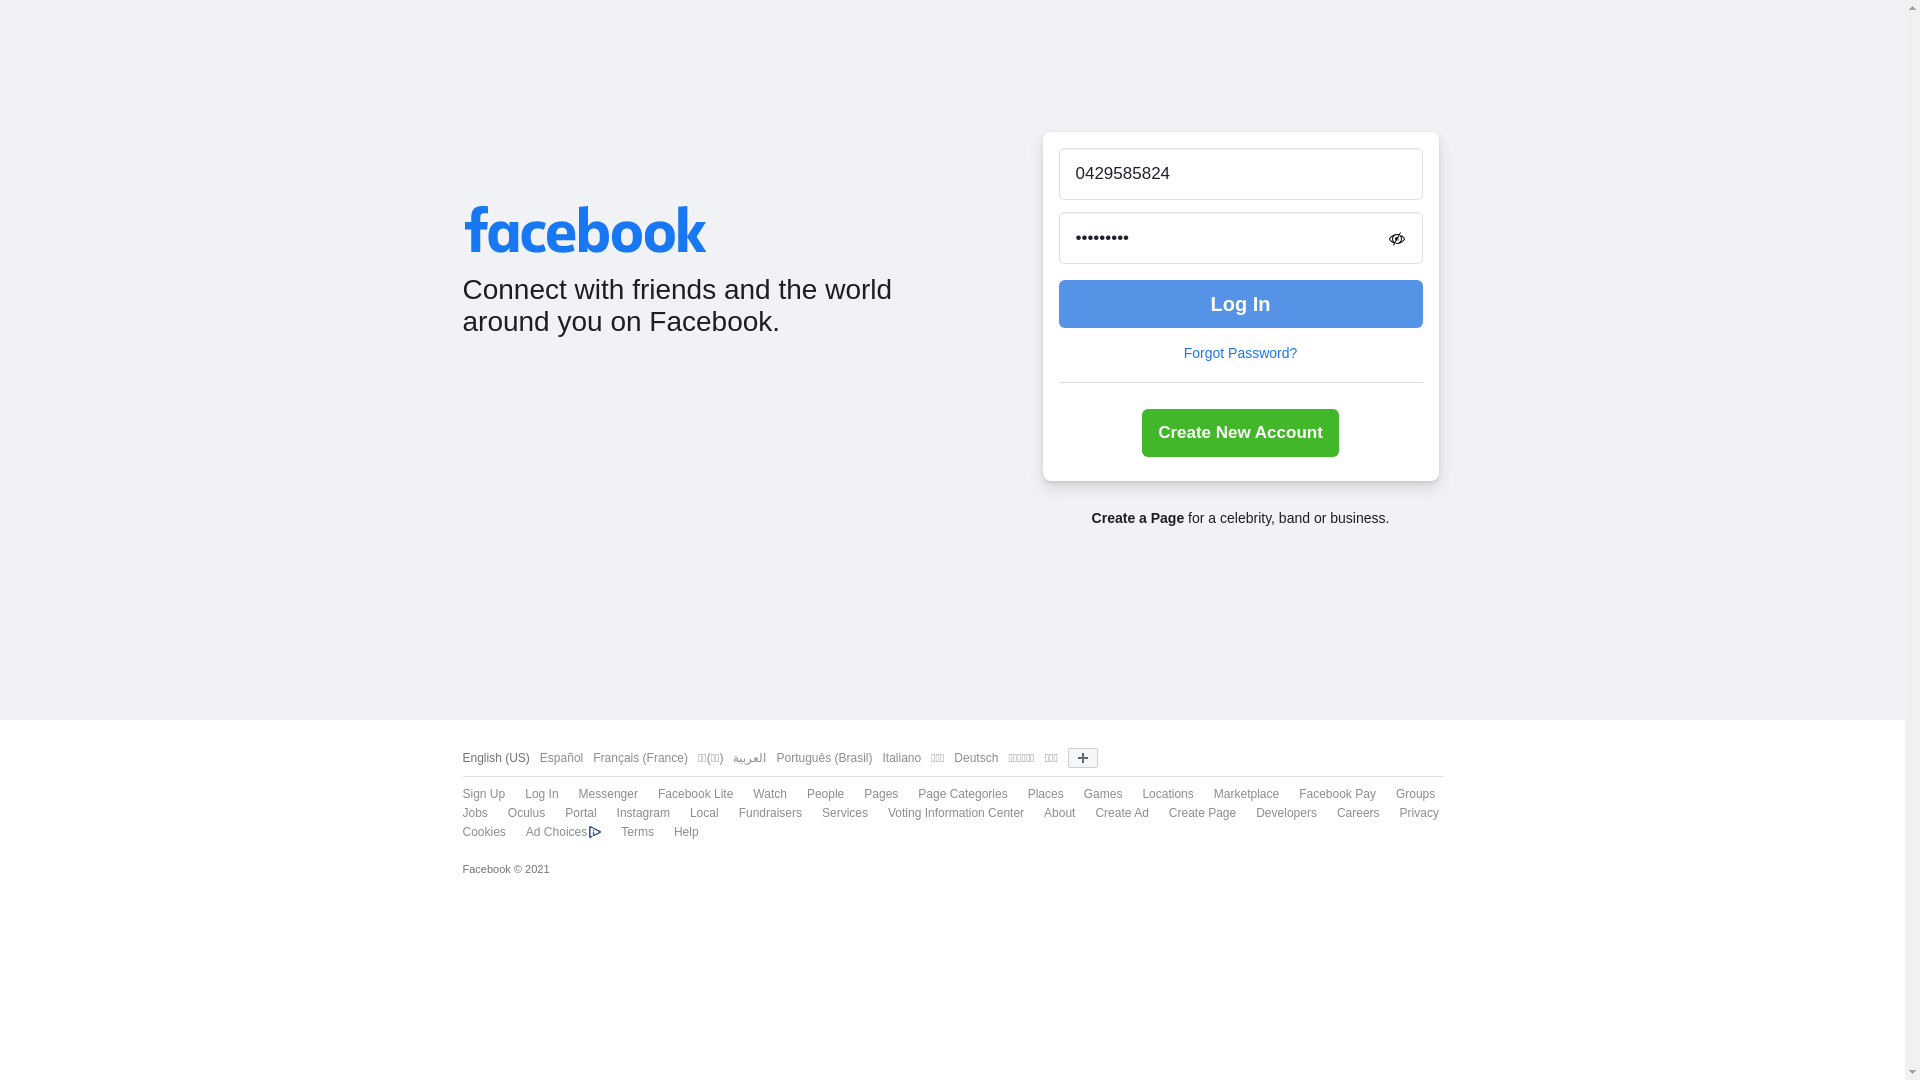 facebook
Connect with friends and the world
around you on Facebook.
0429585824
•••••••••
Log In
Forgot Password?
Create New Account
Create a Page for a celebrity, band or business.
English (US) Español Français (France) العربية Português (Brasil) Italiano Deutsch
Sign Up Log In Messenger Facebook Lite Watch People Pages Page Categories Places Games Locations Marketplace Facebook Pay Groups
Jobs Oculus Portal Instagram Local Fundraisers Services Voting Information Center About Create Ad Create Page Developers Careers Privacy
Cookies Ad Choices Terms Help
Facebook © 2021